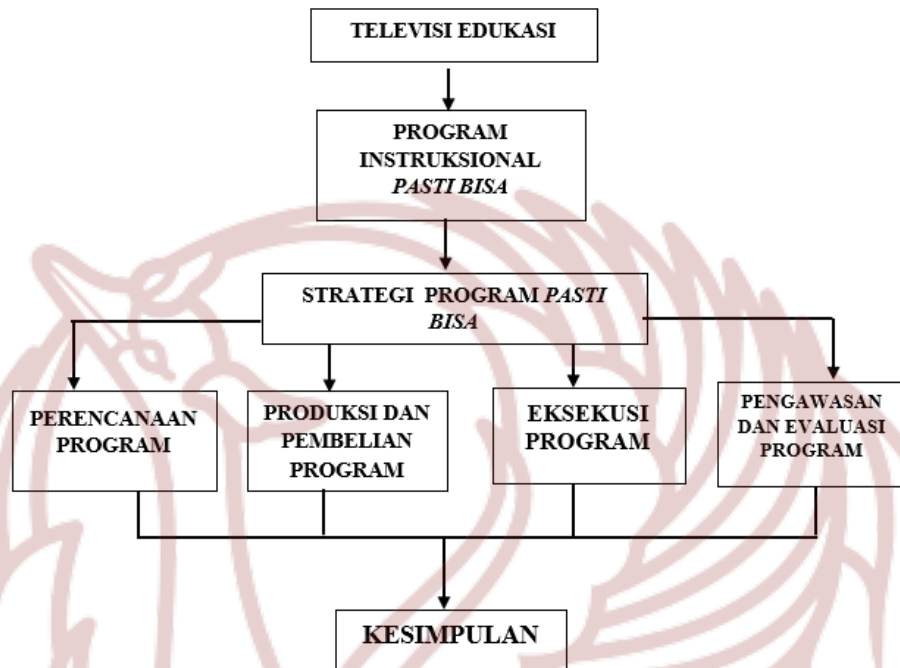 TELEVISI EDUKASI
PROGRAM
INSTRUKSIONAL
PASTI BISA
STRATEGI PROGRAM PASTI
BISA
PERENCANAAN
PROGRAM
PRODUKSI DAN
PEMBELIAN
PROGRAM
EKSEKUSI
PROGRAM
PENGAWASAN
DAN EVALUASI
PROGRAM
KESIMPULAN